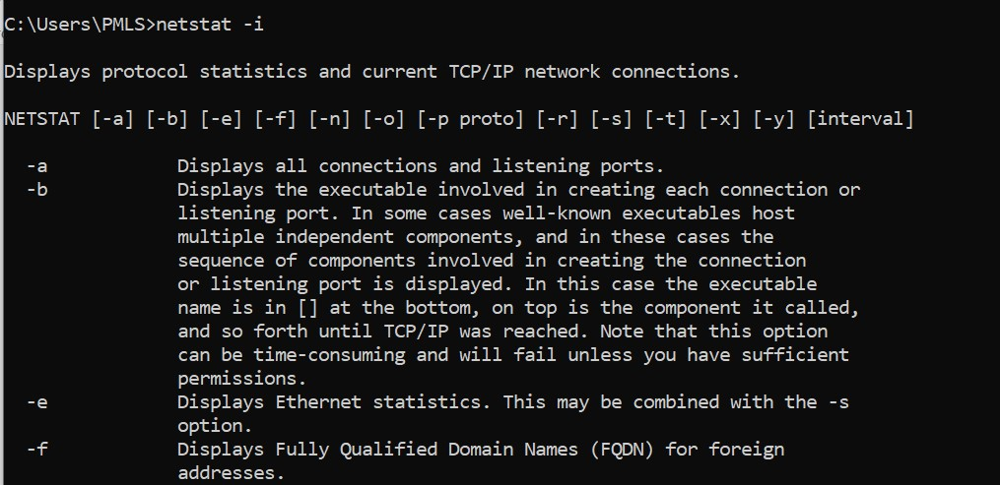 C:\Users\PMLS>netstat -i
Displays protocol statistics and current TCP/IP network connections.
NETSTAT [-a] [-b] [-e] [-f] [-n] [-o] [-p proto] [-r] [-s] [-t] [-x] [-y] [interval]
-a Displays all connections and listening ports.
-b Displays the executable involved in creating each connection or
listening port. In some cases well-known executables host
multiple independent components, and in these cases the
sequence of components involved in creating the connection
or listening port is displayed. In this case the executable
name is in [] at the bottom, on top is the component it called,
and so forth until TCP/IP was reached. Note that this option
can be time-consuming and will fail unless you have sufficient
permissions.
-e Displays Ethernet statistics. This may be combined with the -s
option.
-f Displays Fully Qualified Domain Names (FQDN) for foreign
addresses.